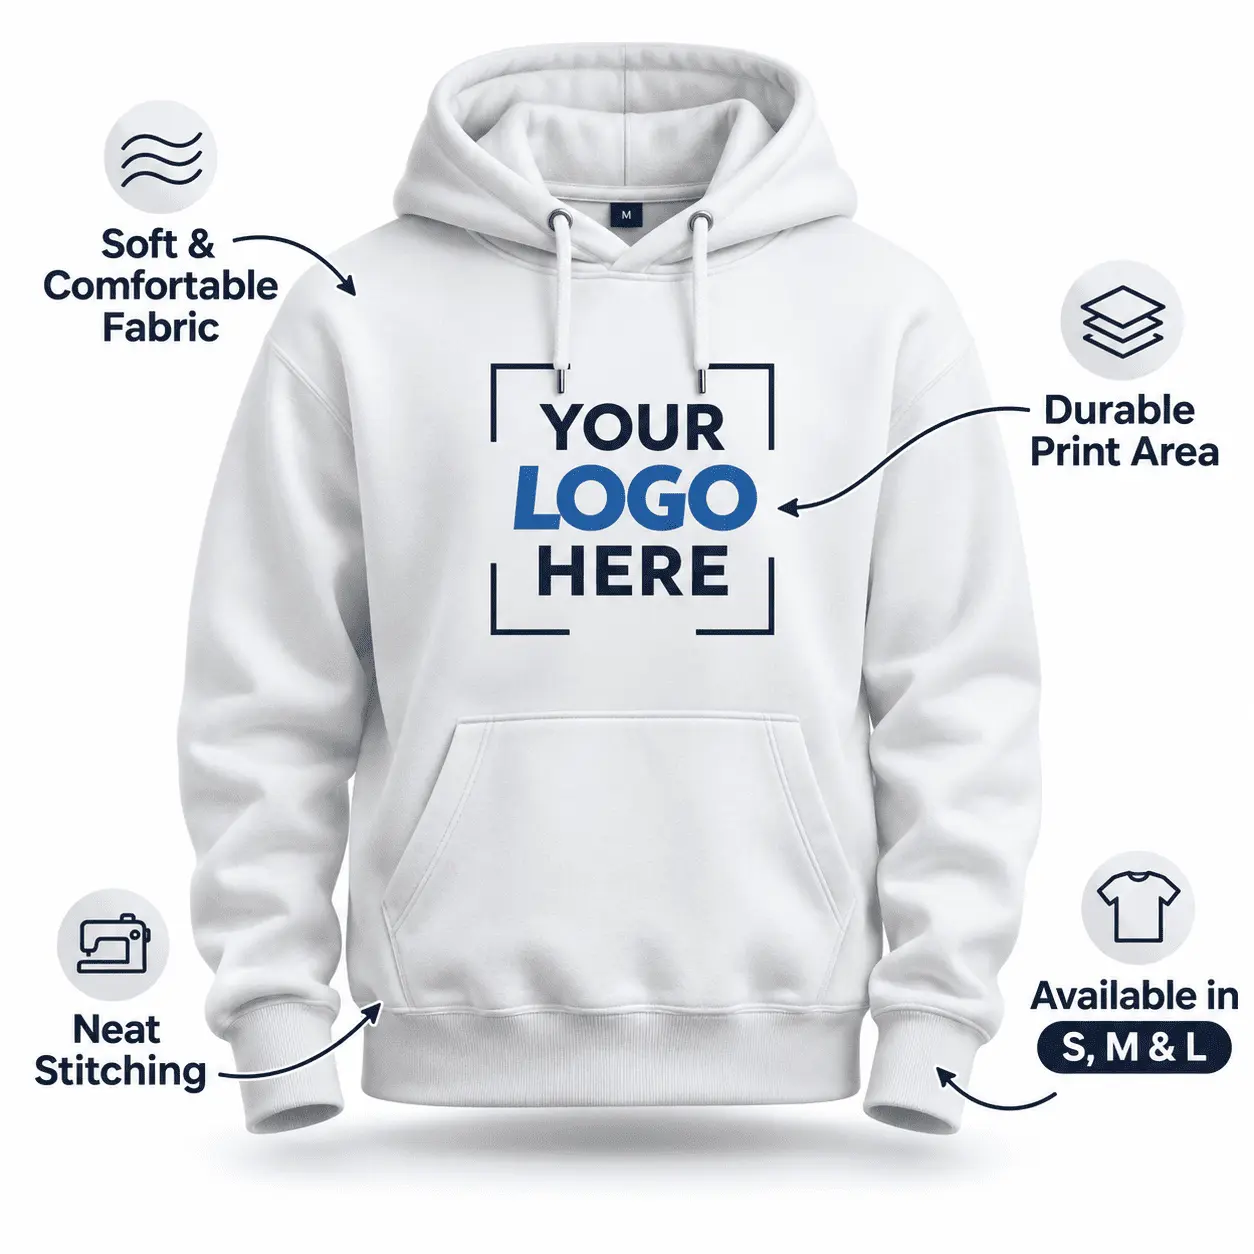 M
Soft &
Comfortable
Fabric
Durable
Print Area
YOUR
LOGO
HERE
Neat
Stitching
Available in
S, M & L